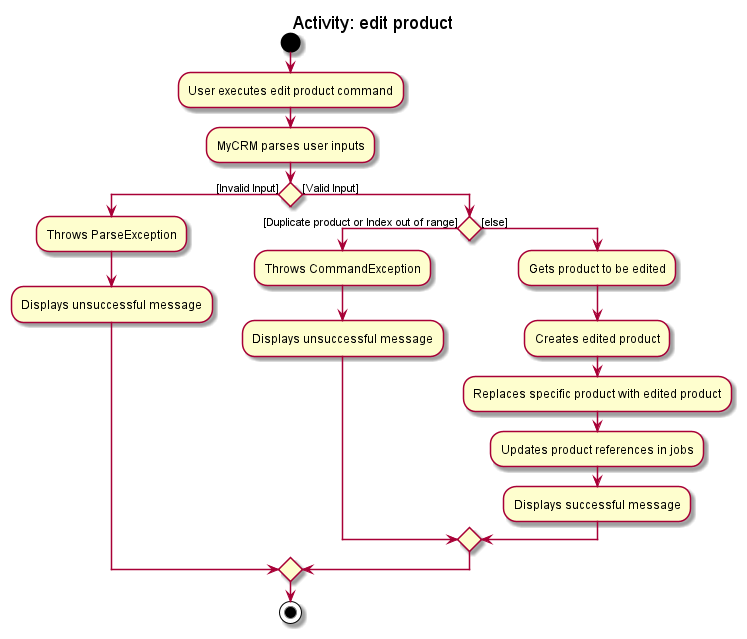 Activity: edit product
User executes edit product command
MyCRM parses user inputs
[Invalid Input]
[Valid Input]
Throws ParseException
Displays unsuccessful message
[Duplicate product or Index out of range]
[else]
Throws CommandException
Displays unsuccessful message
Gets product to be edited
Creates edited product
Replaces specific product with edited product
Updates product references in jobs
Displays successful message